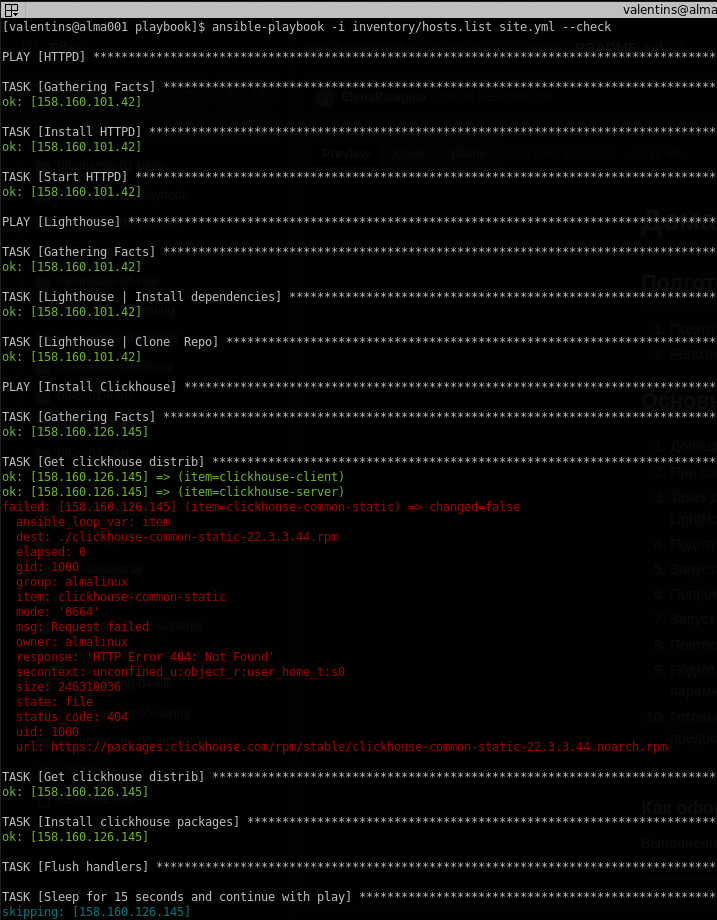 valentins@alma
[valentins@alma001 playbook]$ ansible-playbook -i inventory/hosts.list site.yml --check
PLAY [HTTPD] *****************************************************************************************
TASK [Gathering Facts] *******************************************************************************
ok: [158.160.101.42]
TASK [Install HTTPD] *********************************************************************************
ok: [158.160.101.42]
TASK [Start HTTPD] ***********************************************************************************
ok: [158.160.101.42]
PLAY [Lighthouse] ************************************************************************************
TASK [Gathering Facts] *******************************************************************************
ok: [158.160.101.42]
TASK [Lighthouse | Install dependencies] *************************************************************
ok: [158.160.101.42]
TASK [Lighthouse | Clone  Repo] **********************************************************************
ok: [158.160.101.42]
PLAY [Install Clickhouse] ****************************************************************************
TASK [Gathering Facts] *******************************************************************************
ok: [158.160.126.145]
TASK [Get clickhouse distrib] ************************************************************************
ok: [158.160.126.145] => (item=clickhouse-client)
ok: [158.160.126.145] => (item=clickhouse-server)
failed: [158.160.126.145] (item=clickhouse-common-static) => changed=false
  ansible_loop_var: item
  dest: ./clickhouse-common-static-22.3.3.44.rpm
  elapsed: 0
  gid: 1000
  group: almalinux
  item: clickhouse-common-static
  mode: '0664'
  msg: Request failed
  owner: almalinux
  response: 'HTTP Error 404: Not Found'
  secontext: unconfined_u:object_r:user_home_t:s0
  size: 246310036
  state: file
  status_code: 404
  uid: 1000
  url: https://packages.clickhouse.com/rpm/stable/clickhouse-common-static-22.3.3.44.noarch.rpm
TASK [Get clickhouse distrib] ************************************************************************
ok: [158.160.126.145]
TASK [Install clickhouse packages] *******************************************************************
ok: [158.160.126.145]
TASK [Flush handlers] ********************************************************************************
TASK [Sleep for 15 seconds and continue with play] ***************************************************
skipping: [158.160.126.145]